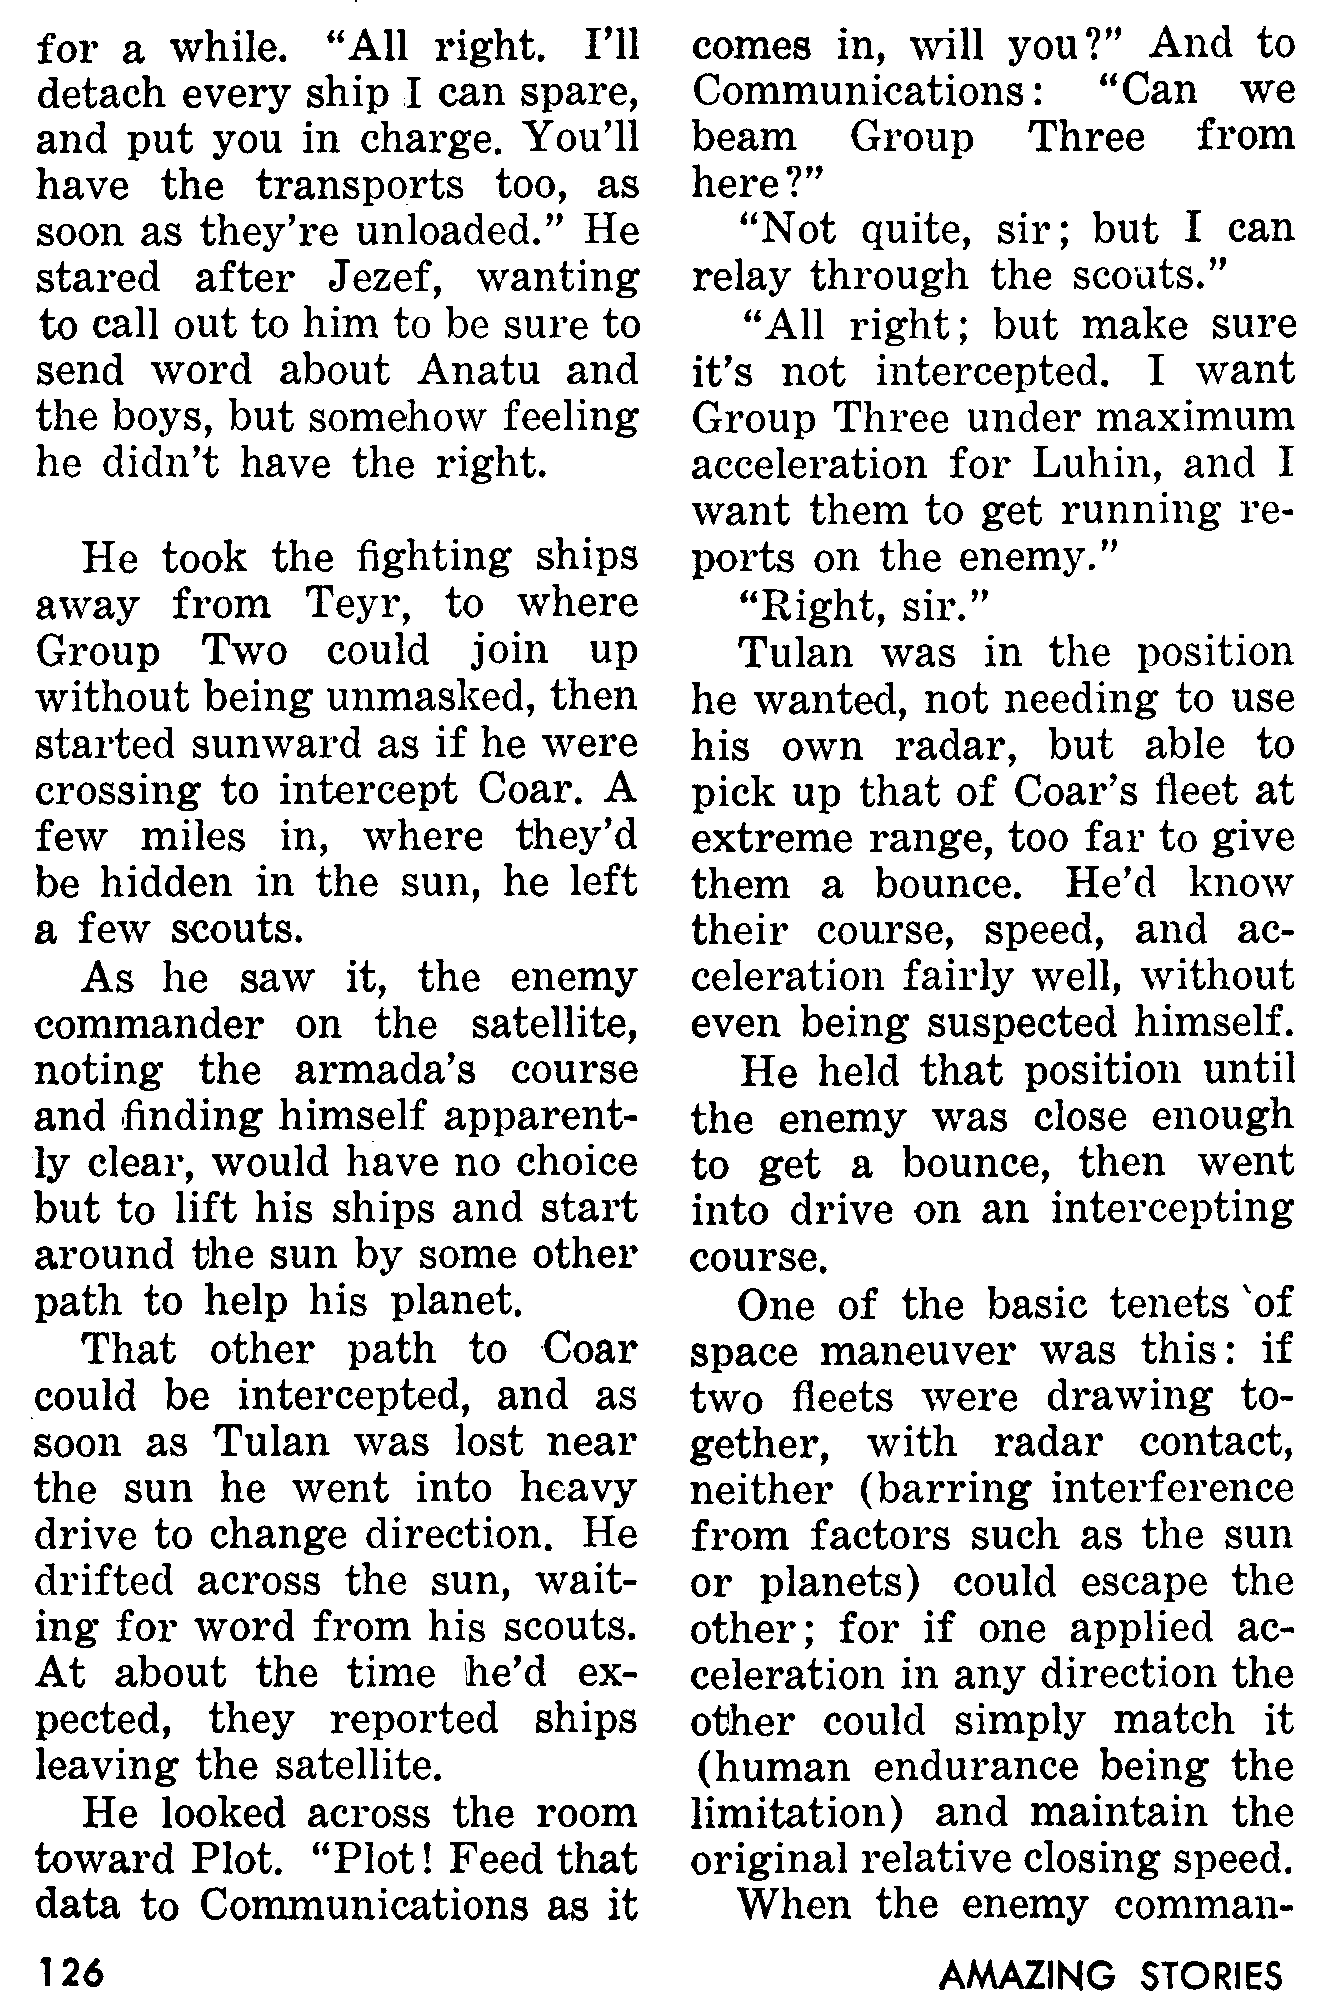 for a while. “All right. I’ll
detach every ship I can spare,
and put you in charge. You’ll
have the transports too, as
soon as they’re unloaded.” He
stared after Jezef, wanting
to call out to him to be sure to
send word about Anatu and
the boys, but somehow feeling
he didn’t have the right.
He took the fighting ships
away from Teyr, to where
Group Two could join up
without being unmasked, then
started sunward as if he were
crossing to intercept Coar. A
few miles in, where they’d
be hidden in the sun, he left
a few scouts.
As he saw it, the enemy
commander on the satellite,
noting the armada’s course
and finding himself apparent-
ly clear, would have no choice
but to lift his ships and start
around the sun by some other
path to help his planet.
That other path to Coar
could be intercepted, and as
soon as Tulan was lost near
the sun he went into heavy
drive to change direction. He
drifted across the sun, wait-
ing for word from his scouts.
At about the time he’d ex-
pected, they reported ships
leaving the satellite.
He looked across the room
toward Plot. “Plot! Feed that
data to Communications as it
comes in, will you?” And to
Communications: “Can we
beam Group Three from
here?”
“Not quite, sir; but I can
relay through the scouts.”
“All right; but make sure
it’s not intercepted. I want
Group Three under maximum
acceleration for Luhin, and I
want them to get running re-
ports on the enemy.”
“Right, sir.”
Tulan was in the position
he wanted, not needing to use
his own radar, but able to
pick up that of Coar’s fleet at
extreme range, too far to give
them a bounce. He’d know
their course, speed, and ac-
celeration fairly well, without
even being suspected himself.
He held that position until
the enemy was close enough
to get a bounce, then went
into drive on an intercepting
course.
One of the basic tenets of
space maneuver was this: if
two fleets were drawing to-
gether, with radar contact,
neither (barring interference
from factors such as the sun
or planets) could escape the
other; for if one applied ac-
celeration in any direction the
other could simply match it
(human endurance being the
limitation) and maintain the
original relative closing speed.
When the enemy comman-
126
AMAZING STORIES